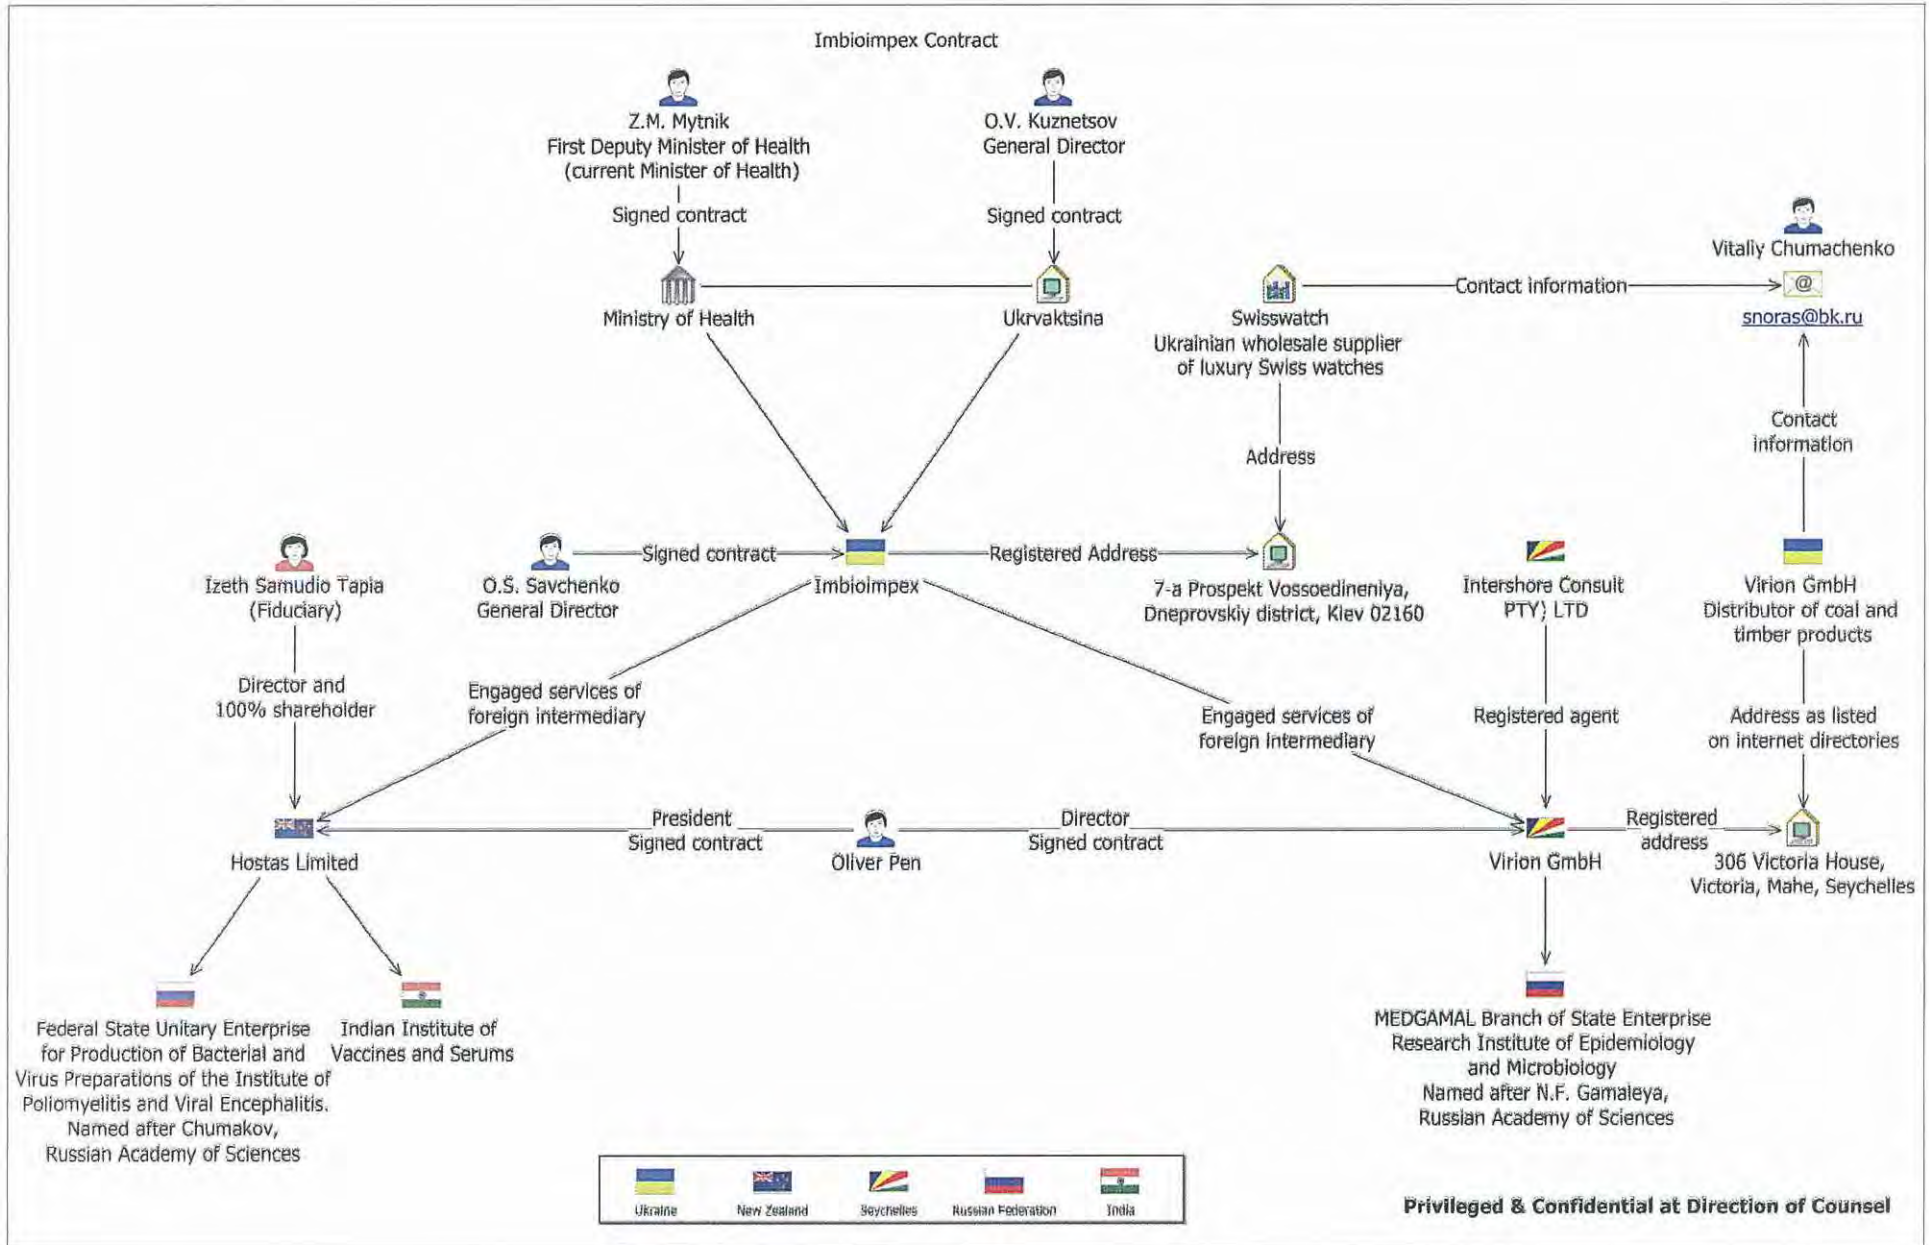 Imbioimpex Contract
Z.M. Mytnik
First Deputy Minister of Health
(current Minister of Health)
Signed contract
O.V. Kuznetsov
General Director
Signed contract
Vitaliy Chumachenko
Ministry of Health
Ukrvaktsina
Swisswatch
Ukrainian wholesale supplier
of luxury Swiss watches
Contact information
@
snoras@bk.ru
Contact
information
Address
Izeth Samudio Tapia
(Fiduciary)
O.S. Savchenko
General Director
Signed contract
Imbioimpex
Registered Address
7-a Prospekt Vossoedineniya,
Dneprovskiy district, Kiev 02160
Intershore Consult
PTY) LTD
Virion GmbH
Distributor of coal and
timber products
Director and
100% shareholder
Engaged services of
foreign intermediary
Engaged services of
foreign intermediary
Registered agent
Address as listed
on internet directories
Hostas Limited
President
Signed contract
Oliver Pen
Director
Signed contract
Virion GmbH
Registered
address
306 Victoria House,
Victoria, Mahe, Seychelles
Federal State Unitary Enterprise
for Production of Bacterial and
Virus Preparations of the Institute of
Poliomyelitis and Viral Encephalitis.
Named after Chumakov,
Russian Academy of Sciences
Indian Institute of
Vaccines and Serums
MEDGAMAL Branch of State Enterprise
Research Institute of Epidemiology
and Microbiology
Named after N.F. Gamaleya,
Russian Academy of Sciences
Ukraine
New Zealand
Seychelles
Russian Federation
India
Privileged & Confidential at Direction of Counsel